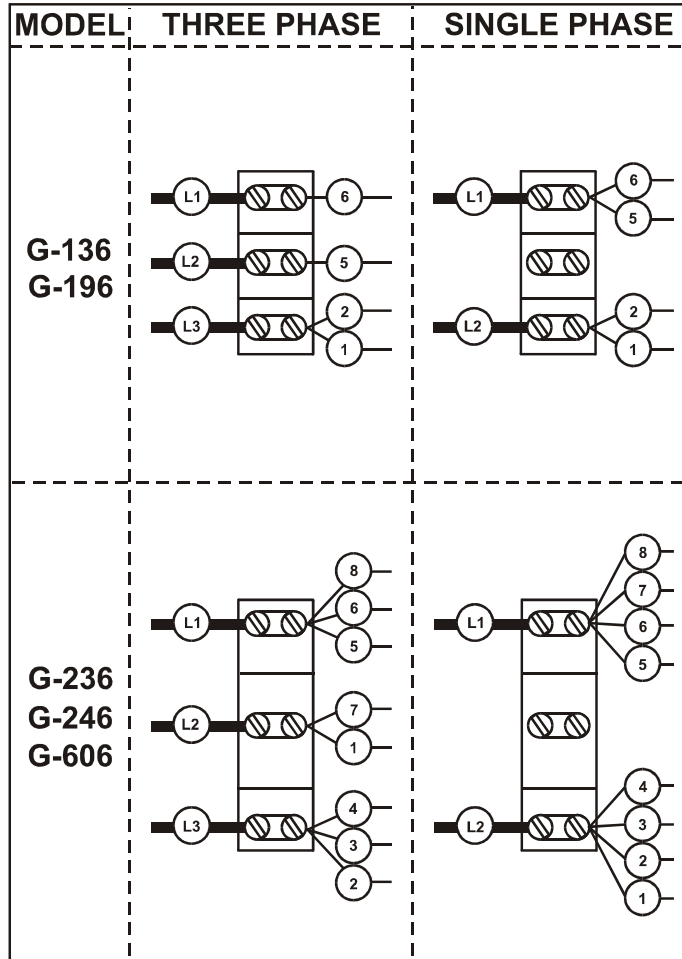 MODEL THREE PHASE SINGLE PHASE
G-136
G-196
L1 6
L2 5
L3 2
1
L1 6
5
L2 2
1
G-236
G-246
G-606
L1 8
6
5
L2 7
1
L3 4
3
2
L1 8
7
6
5
L2 4
3
2
1